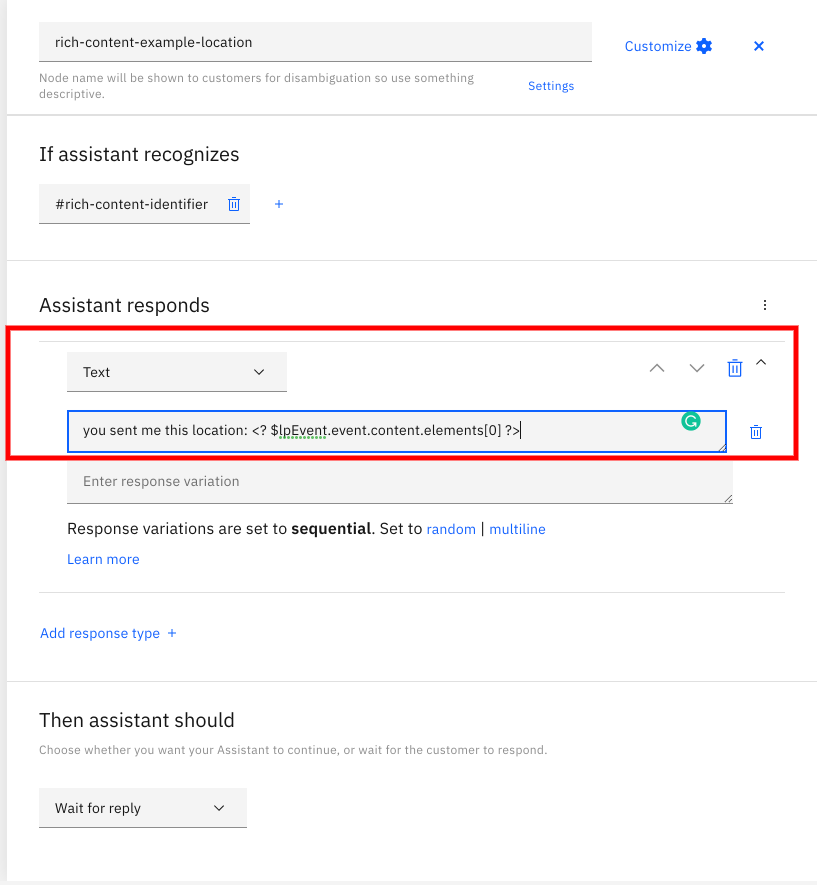 rich-content-example-location
Customize
Node name will be shown to customers for disambiguation so use something
descriptive.
Settings
If assistant recognizes
#rich-content-identifier
+
Assistant responds
Text
you sent me this location: <? $lpEvent.event.content.elements[0] ?>
Enter response variation
Response variations are set to sequential. Set to random | multiline
Learn more
Add response type +
Then assistant should
Choose whether you want your Assistant to continue, or wait for the customer to respond.
Wait for reply